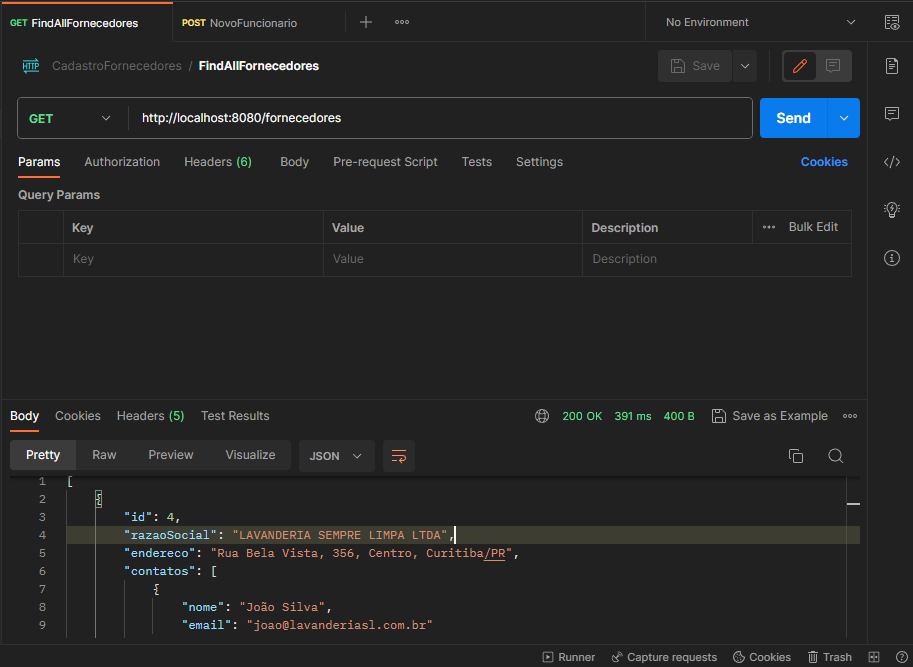 GET FindAllFornecedores POST NovoFuncionario No Environment
HTTP CadastroFornecedores / FindAllFornecedores Save
GET http://localhost:8080/fornecedores Send
Params Authorization Headers (6) Body Pre-request Script Tests Settings Cookies
Query Params
Key Value Description Bulk Edit
Key Value Description
Body Cookies Headers (5) Test Results 200 OK 391 ms 400 B Save as Example
Pretty Raw Preview Visualize JSON
1 [
2 {
3 "id": 4,
4 "razaoSocial": "LAVANDERIA SEMPRE LIMPA LTDA",
5 "endereco": "Rua Bela Vista, 356, Centro, Curitiba/PR",
6 "contatos": [
7 {
8 "nome": "João Silva",
9 "email": "joao@lavanderiasl.com.br"
Runner Capture requests Cookies Trash